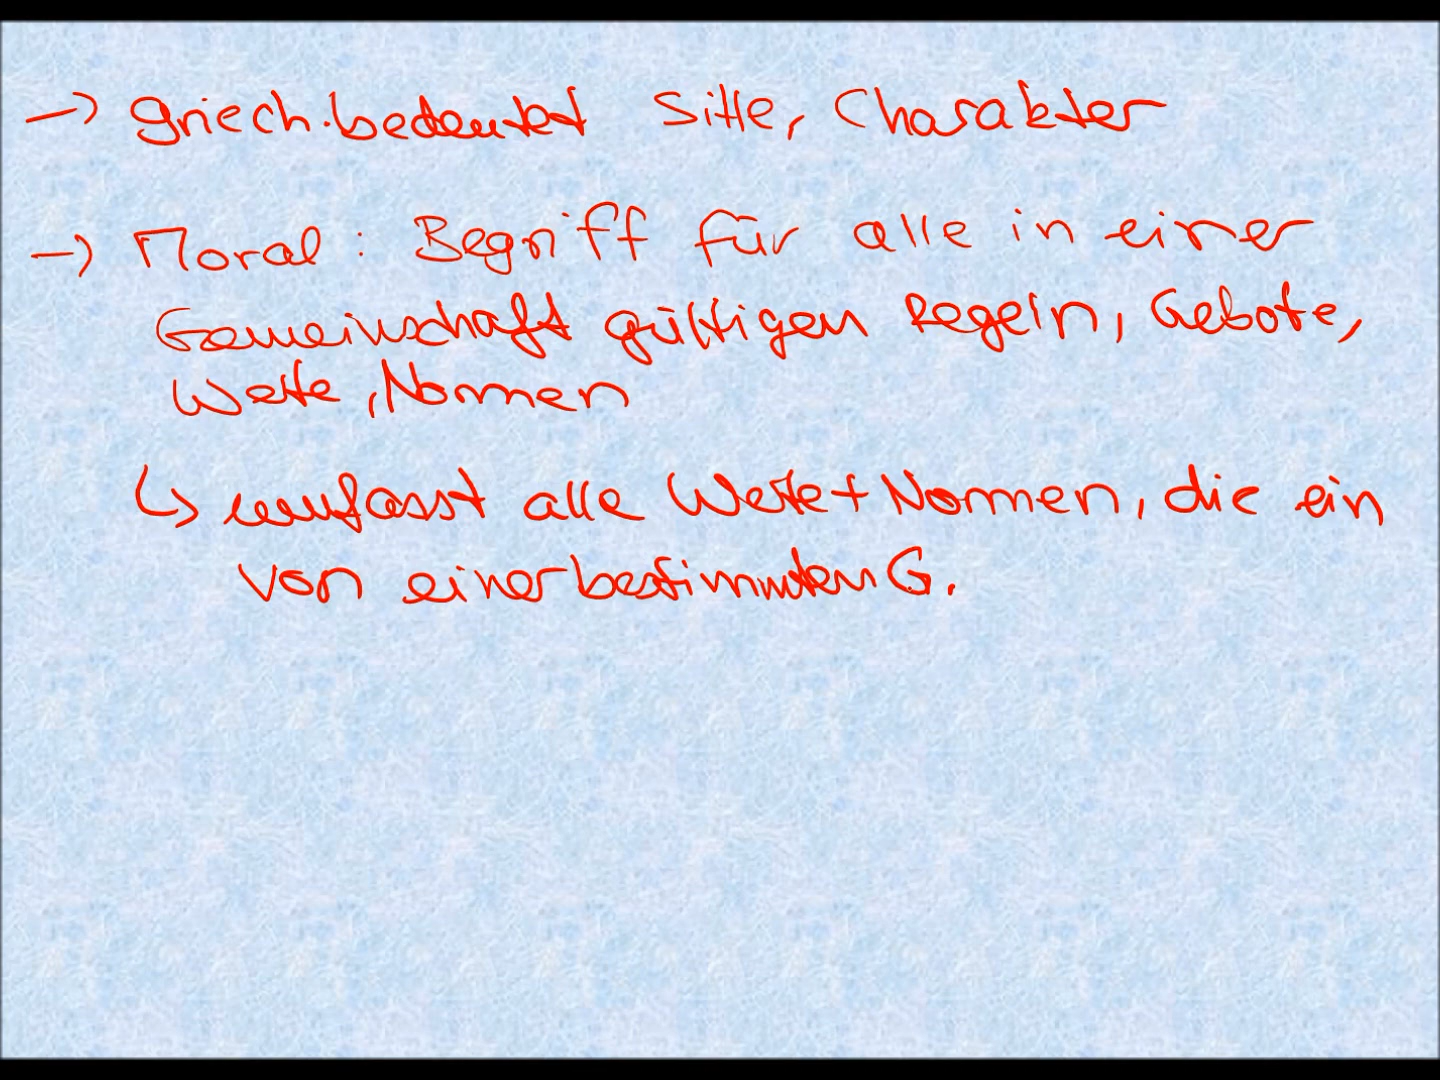 → griech. bedeutet Sitte, Charakter
→ Moral: Begriff für alle in einer
Gemeinschaft gültigen Regeln, Gebote,
Werte, Normen
↳ umfasst alle Werte + Normen, die ein
von einer bestimmten G.